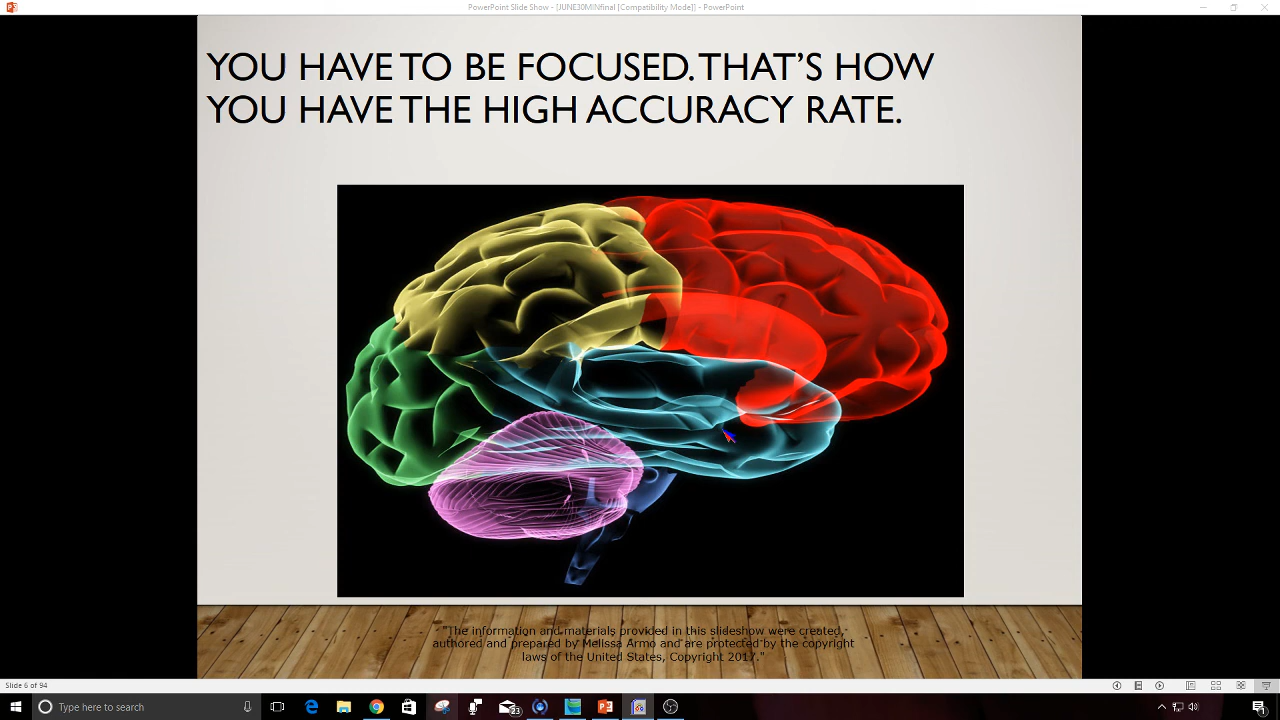 PowerPoint Slide Show - [JUNE30MINfinal [Compatibility Mode]] - PowerPoint
YOU HAVE TO BE FOCUSED. THAT'S HOW
YOU HAVE THE HIGH ACCURACY RATE.
"The information and materials provided in this slideshow were created,
authored and prepared by Melissa Armo and are protected by the copyright
laws of the United States, Copyright 2017."
Slide 6 of 94
Type here to search
23